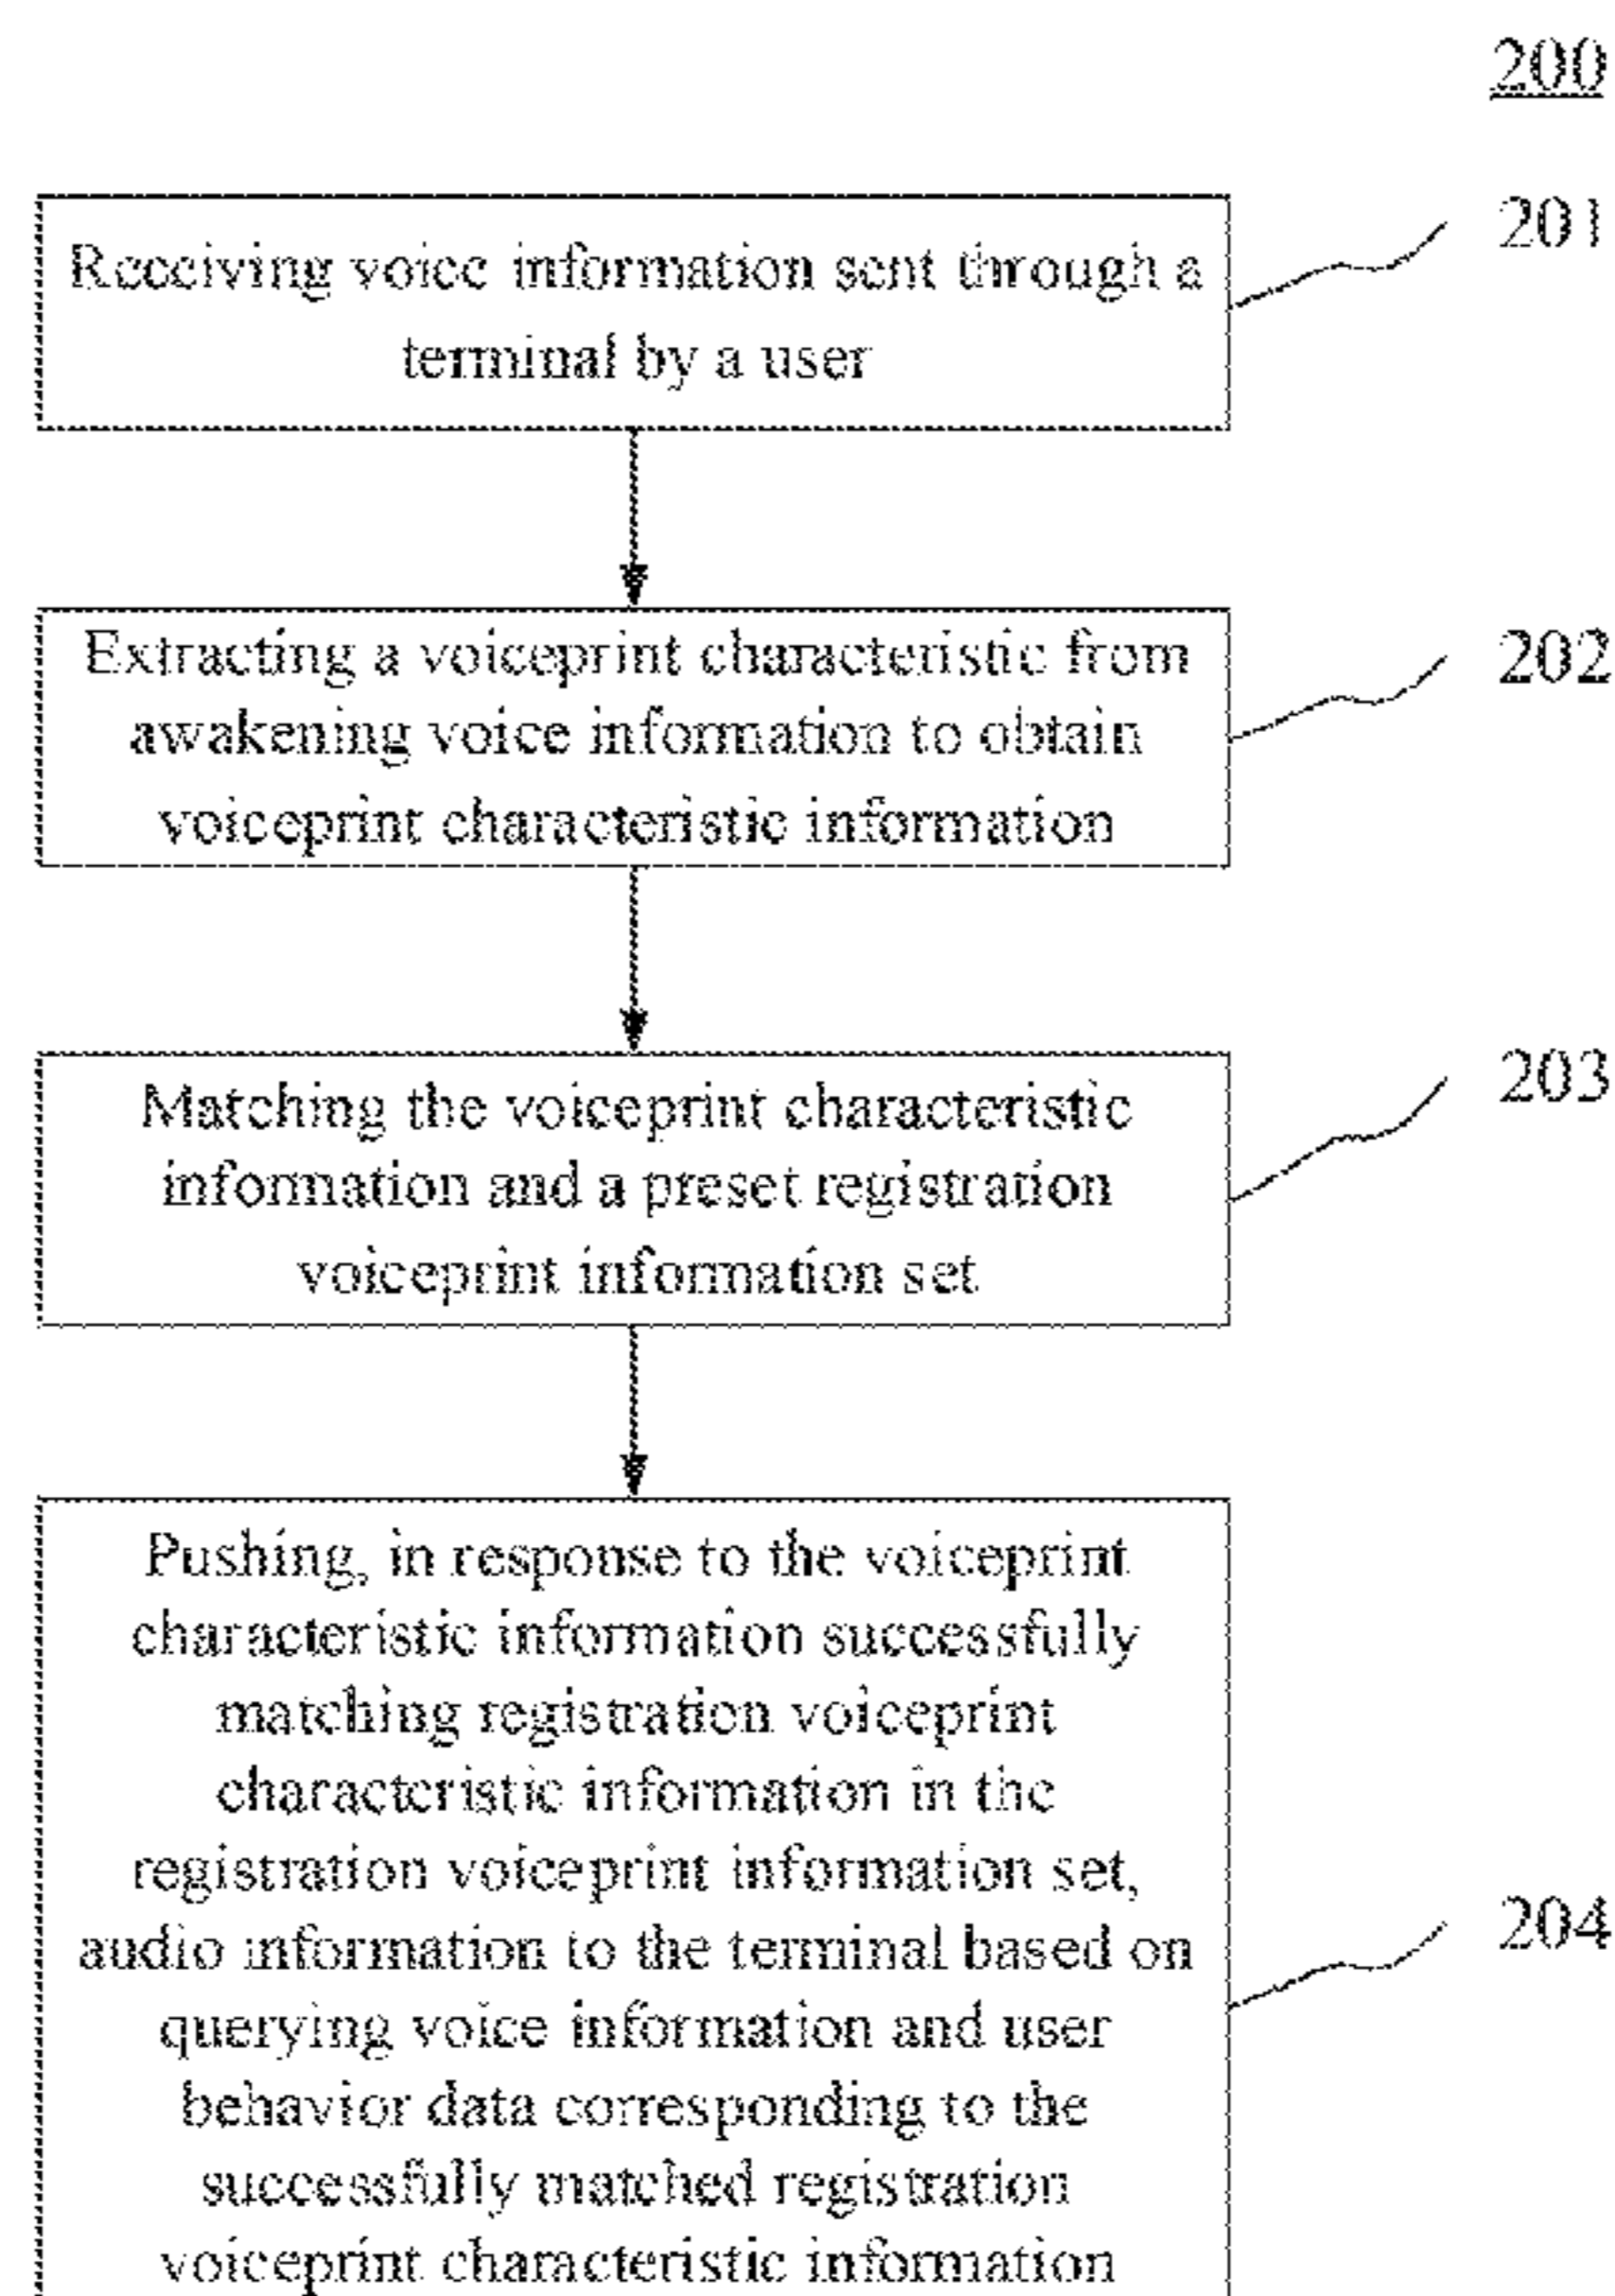 200
201
Receiving voice information sent through a
terminal by a user
202
Extracting a voiceprint characteristic from
awakening voice information to obtain
voiceprint characteristic information
203
Matching the voiceprint characteristic
information and a preset registration
voiceprint information set
204
Pushing, in response to the voiceprint
characteristic information successfully
matching registration voiceprint
characteristic information in the
registration voiceprint information set,
audio information to the terminal based on
querying voice information and user
behavior data corresponding to the
successfully matched registration
voiceprint characteristic information